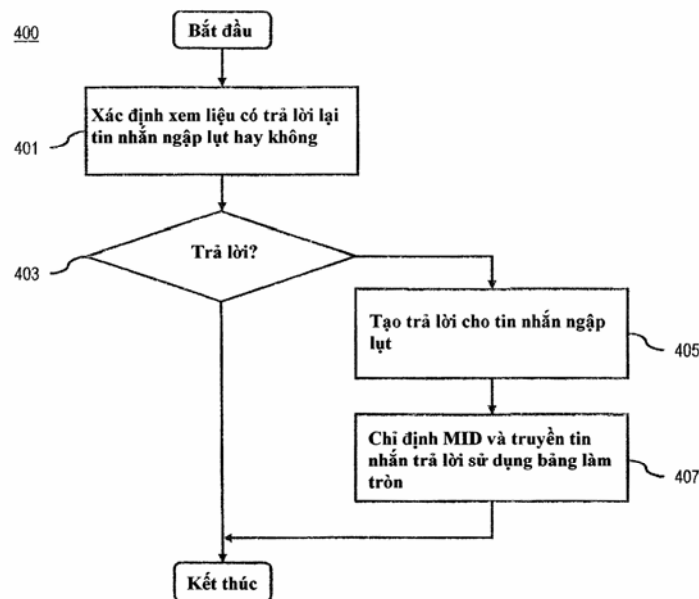 400
Bắt đầu
Xác định xem liệu có trả lời lại
tin nhắn ngập lụt hay không
401
Trả lời?
403
Tạo trả lời cho tin nhắn ngập
lụt
405
Chỉ định MID và truyền tin
nhắn trả lời sử dụng bảng làm
tròn
407
Kết thúc